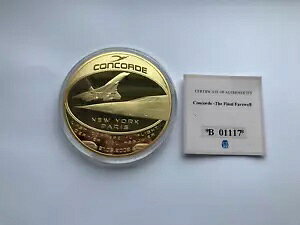 CONCORDE
NEW YORK
PARIS
CERTIFICATE OF AUTHENTICITY
Concorde -The Final Farewell
"B 01117"